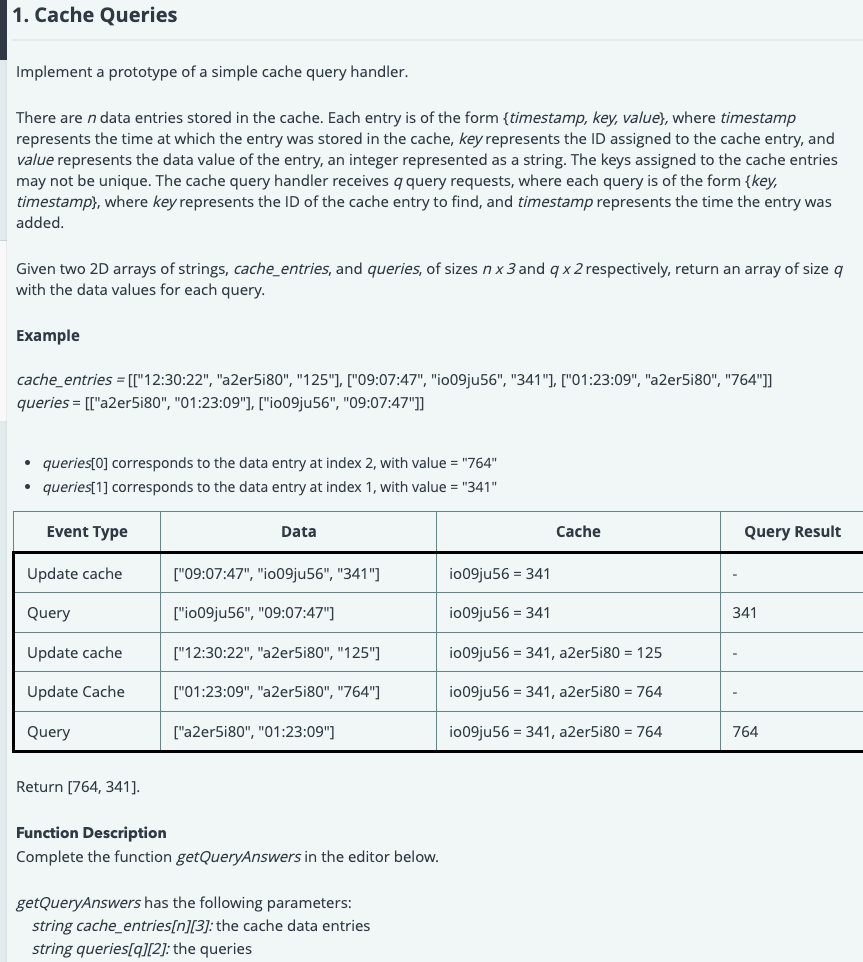 1. Cache Queries
Implement a prototype of a simple cache query handler.
There are n data entries stored in the cache. Each entry is of the form {timestamp, key, value}, where timestamp
represents the time at which the entry was stored in the cache, key represents the ID assigned to the cache entry, and
value represents the data value of the entry, an integer represented as a string. The keys assigned to the cache entries
may not be unique. The cache query handler receives q query requests, where each query is of the form {key,
timestamp}, where key represents the ID of the cache entry to find, and timestamp represents the time the entry was
added.
Given two 2D arrays of strings, cache_entries, and queries, of sizes n x 3 and q x 2 respectively, return an array of size q
with the data values for each query.
Example
cache_entries = [["12:30:22", "a2er5i80", "125"], ["09:07:47", "io09ju56", "341"], ["01:23:09", "a2er5i80", "764"]]
queries = [["a2er5i80", "01:23:09"], ["io09ju56", "09:07:47"]]
• queries[0] corresponds to the data entry at index 2, with value = "764"
• queries[1] corresponds to the data entry at index 1, with value = "341"
Event Type Data Cache Query Result
Update cache ["09:07:47", "io09ju56", "341"] io09ju56 = 341 -
Query ["io09ju56", "09:07:47"] io09ju56 = 341 341
Update cache ["12:30:22", "a2er5i80", "125"] io09ju56 = 341, a2er5i80 = 125 -
Update Cache ["01:23:09", "a2er5i80", "764"] io09ju56 = 341, a2er5i80 = 764 -
Query ["a2er5i80", "01:23:09"] io09ju56 = 341, a2er5i80 = 764 764
Return [764, 341].
Function Description
Complete the function getQueryAnswers in the editor below.
getQueryAnswers has the following parameters:
string cache_entries[n][3]: the cache data entries
string queries[q][2]: the queries